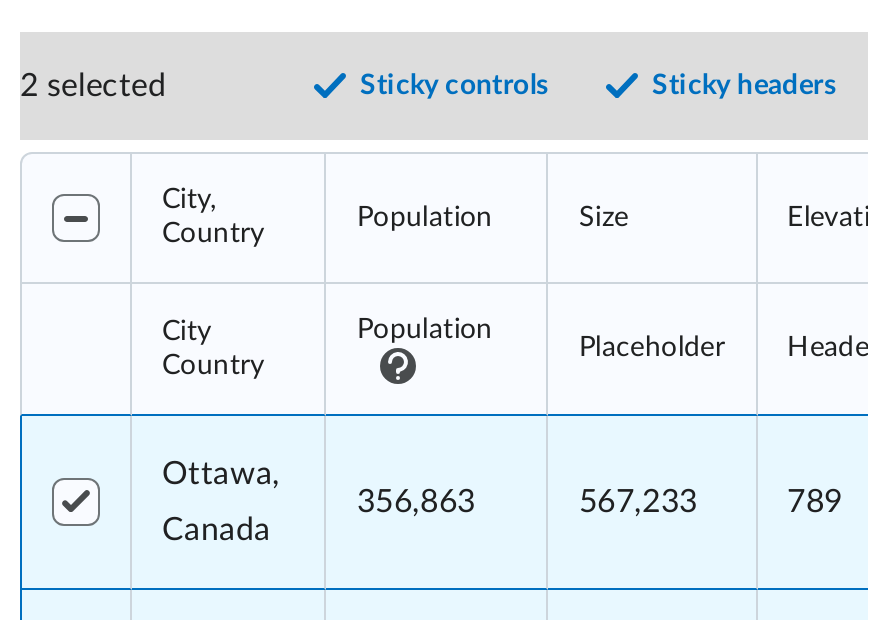 2 selected
Sticky controls
Sticky headers
City,
Country
Population
Size
Elevati
City
Country
Population
Placeholder
Heade
Ottawa,
Canada
356,863
567,233
789